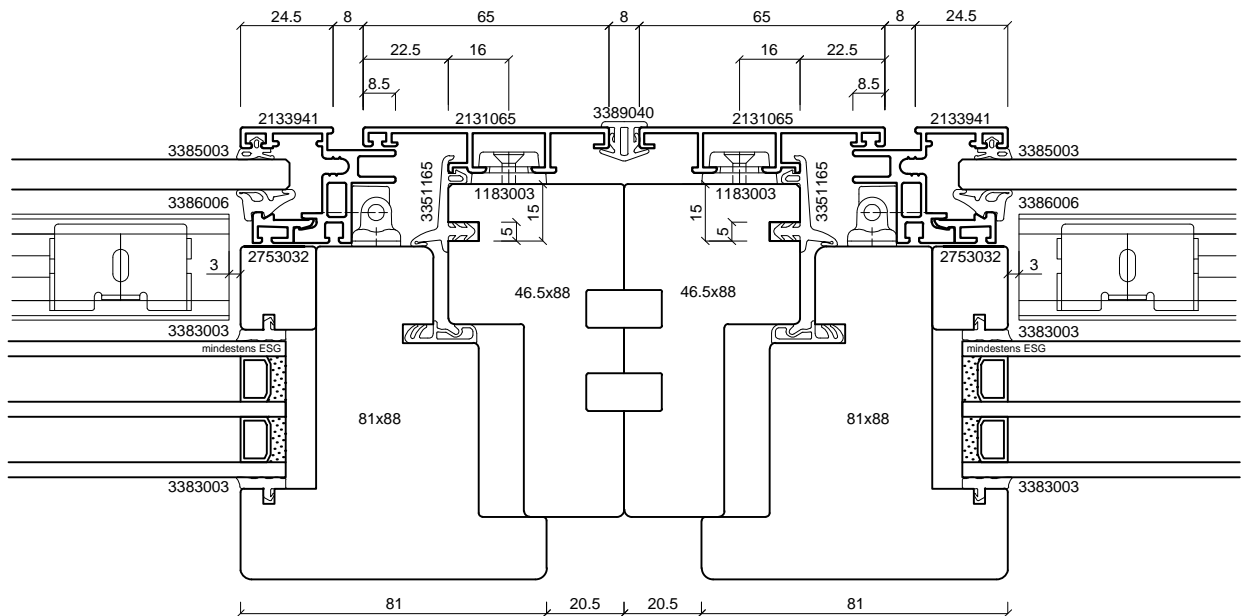 24.5 8 65 8 65 8 24.5
22.5 16 16 22.5
8.5 8.5
3389040
2133941 2131065 2131065 2133941
3385003 3385003
3351165 1183003 1183003 3351165
3386006 3386006
15 5 15 5
2753032 2753032
3 3
46.5x88 46.5x88
3383003 3383003
mindestens ESG mindestens ESG
81x88 81x88
3383003 3383003
81 20.5 20.5 81